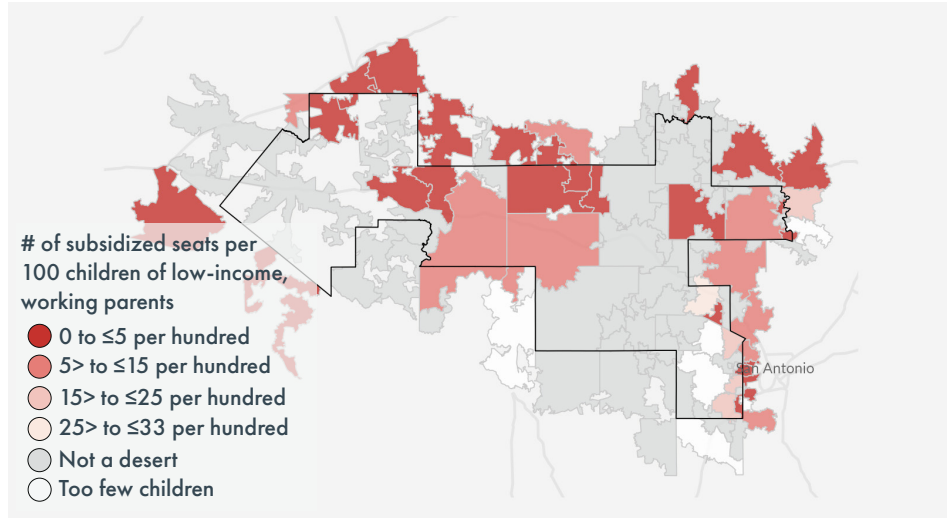 # of subsidized seats per
100 children of low-income,
working parents
0 to ≤5 per hundred
5> to ≤15 per hundred
15> to ≤25 per hundred
25> to ≤33 per hundred
Not a desert
Too few children
San Antonio